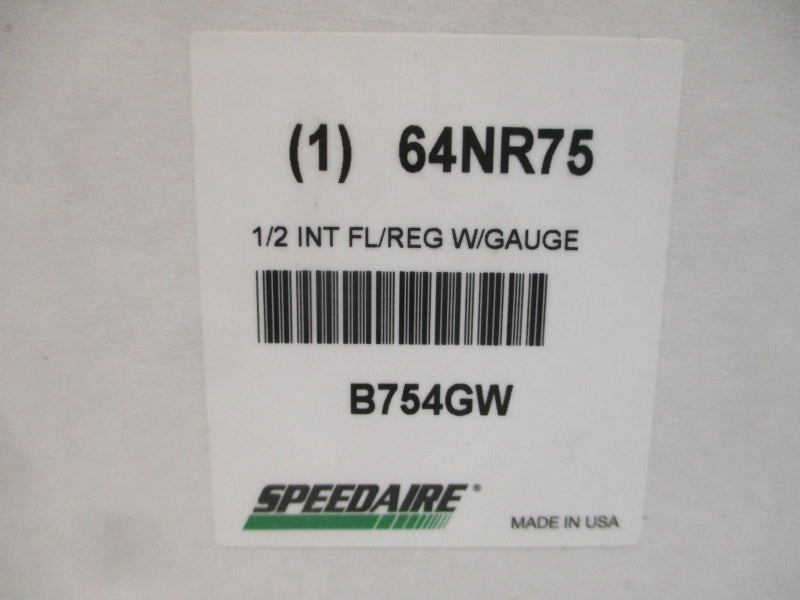 (1) 64NR75
1/2 INT FL/REG W/GAUGE
B754GW
SPEEDAIRE®
MADE IN USA